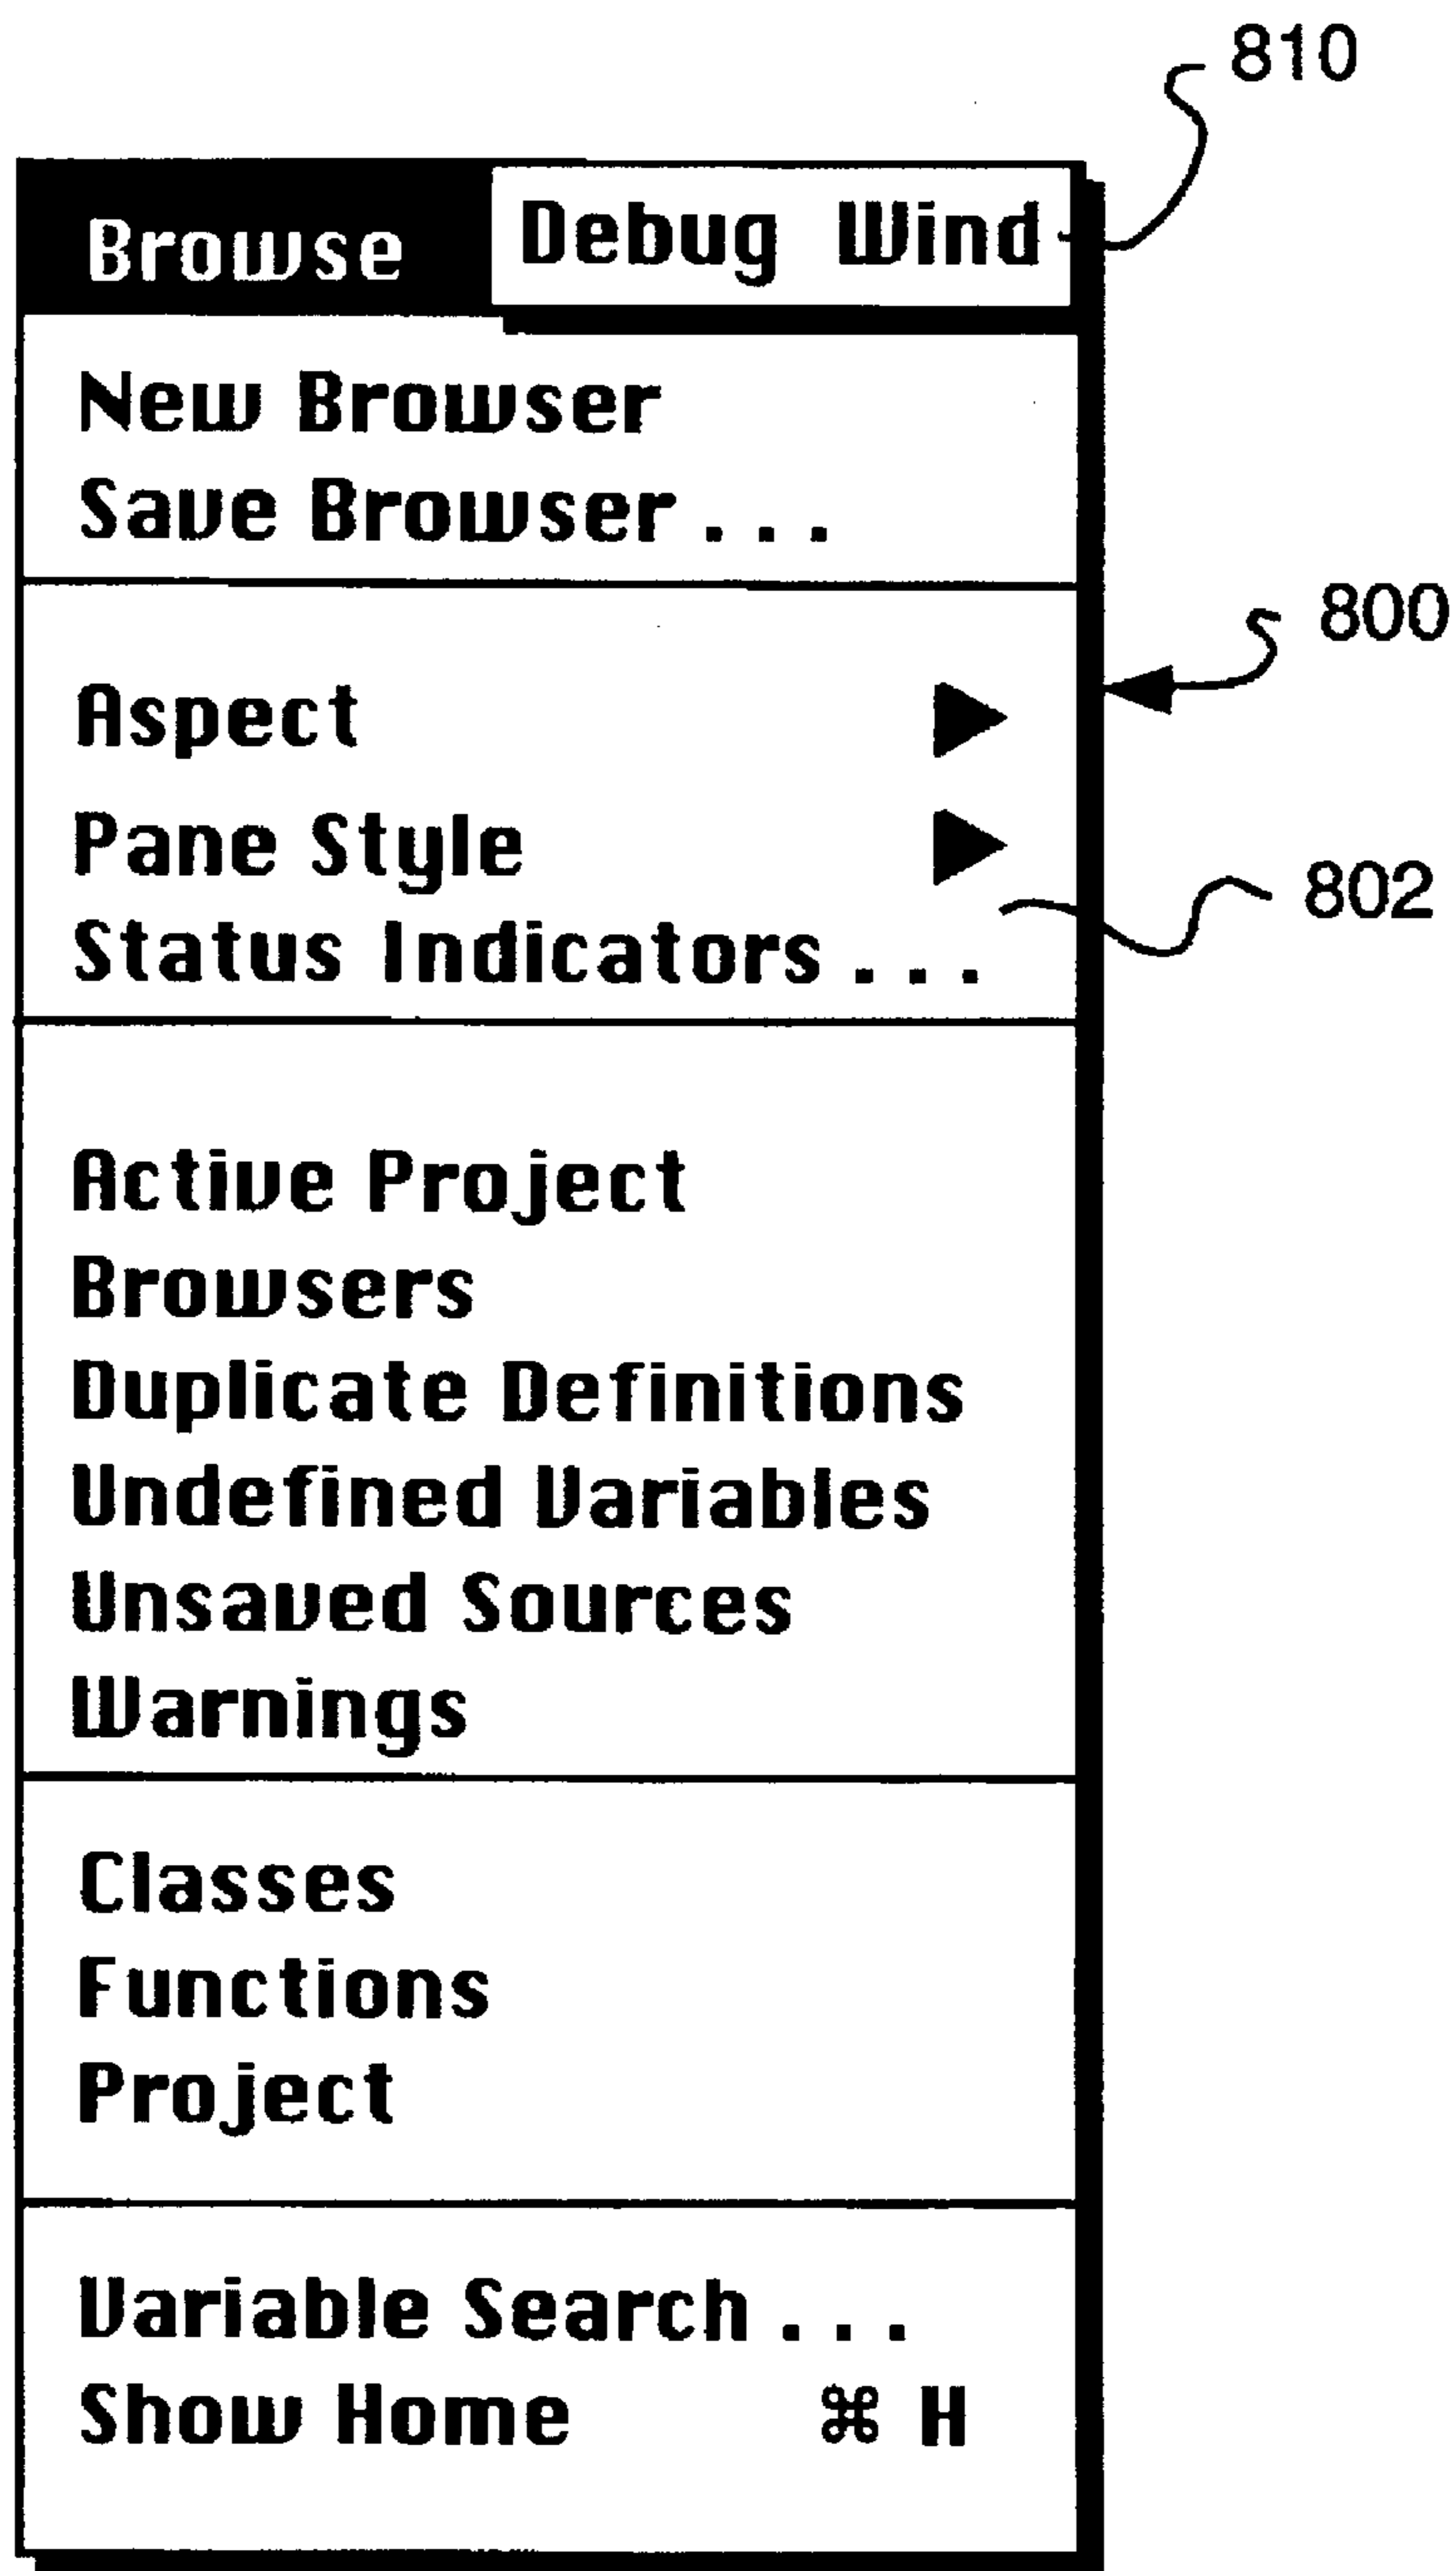 810
Browse Debug Wind
New Browser
Save Browser . . .
800
Aspect ▶
Pane Style ▶
802
Status Indicators . . .
Active Project
Browsers
Duplicate Definitions
Undefined Variables
Unsaved Sources
Warnings
Classes
Functions
Project
Variable Search . . .
Show Home ⌘ H